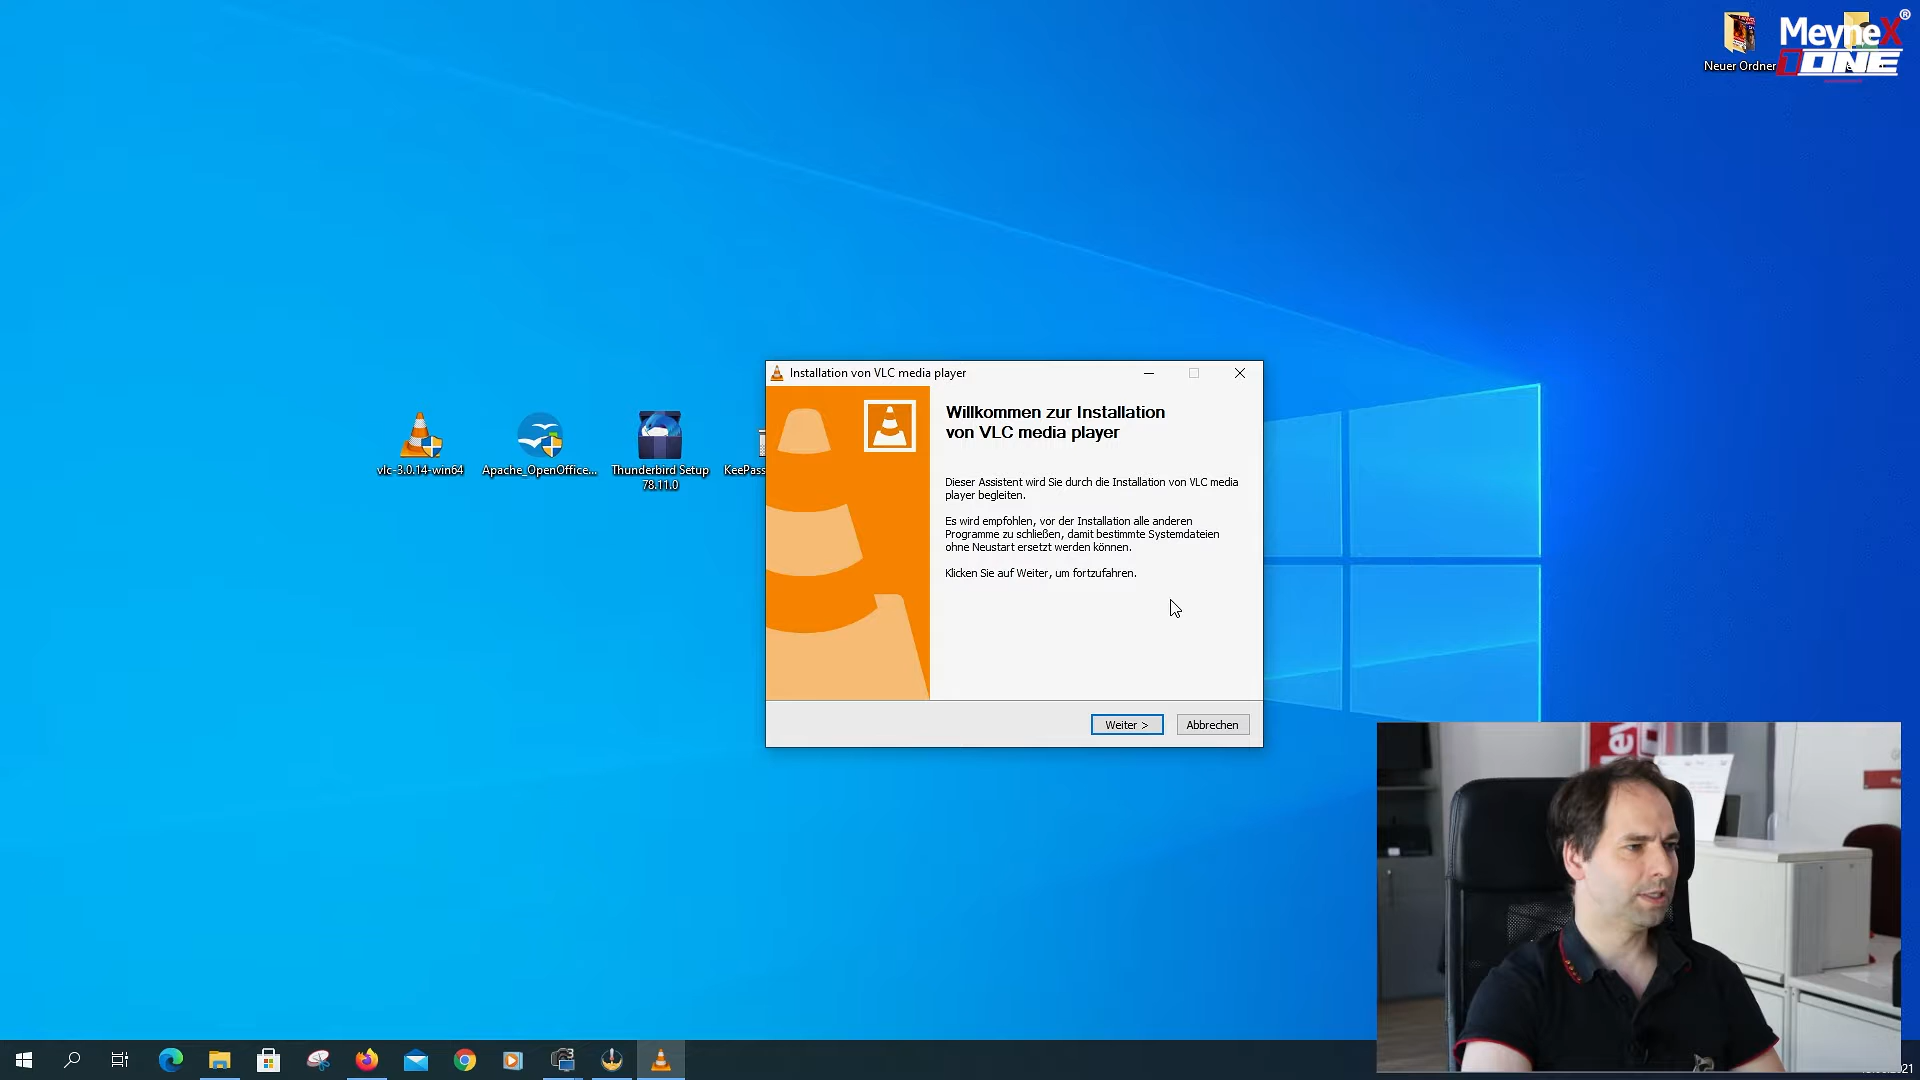 MeyneX®
ONE
Neuer Ordner
Installation von VLC media player
Willkommen zur Installation
von VLC media player
Dieser Assistent wird Sie durch die Installation von VLC media
player begleiten.
Es wird empfohlen, vor der Installation alle anderen
Programme zu schließen, damit bestimmte Systemdateien
ohne Neustart ersetzt werden können.
Klicken Sie auf Weiter, um fortzufahren.
Weiter >
Abbrechen
vlc-3.0.14-win64
Apache_OpenOffice...
Thunderbird Setup
78.11.0
KeePass